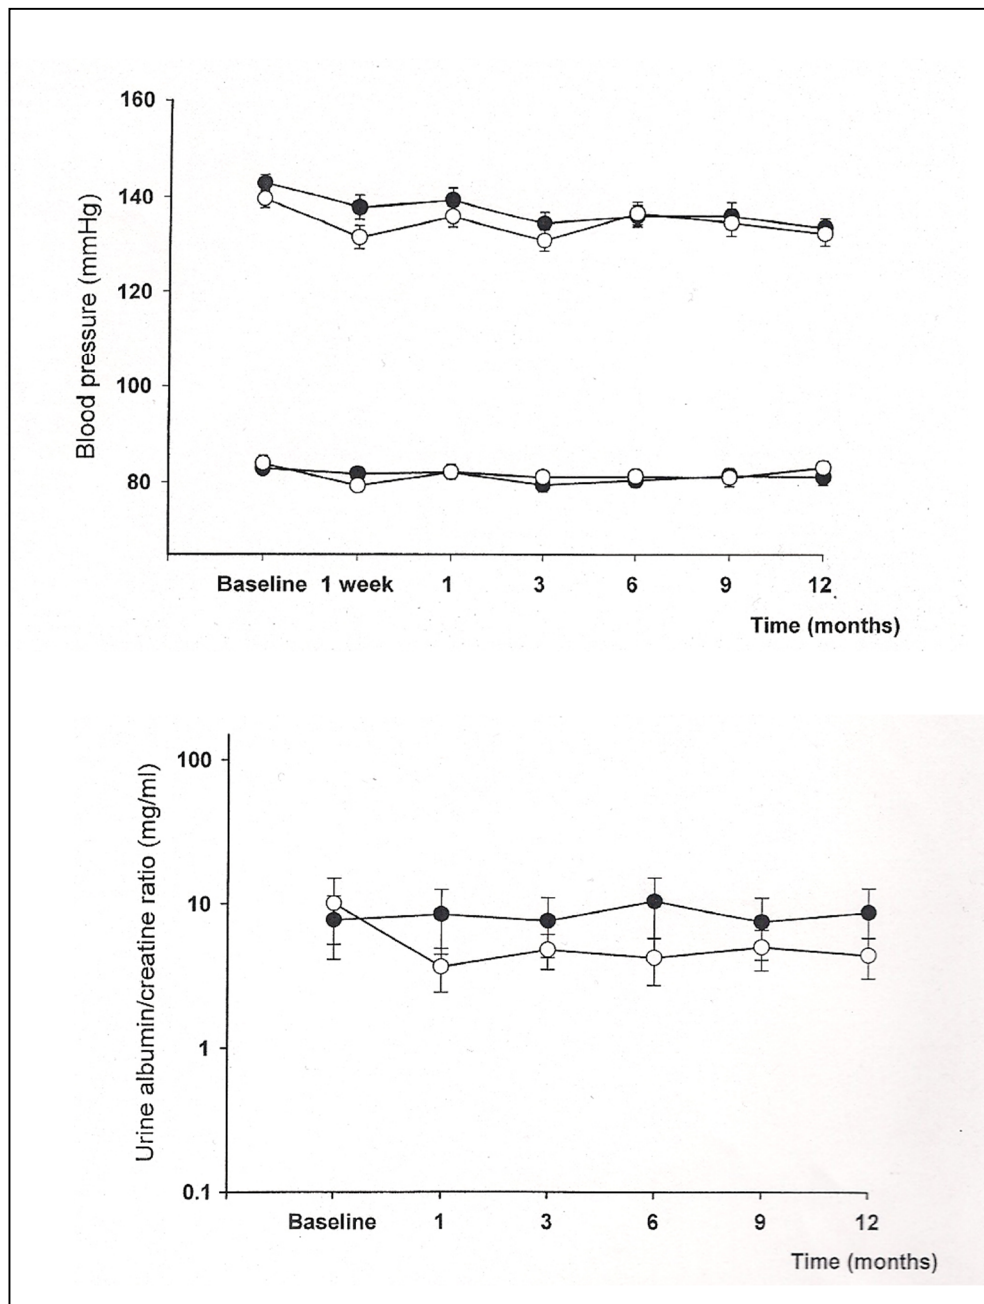 160
140
120
100
80
Blood pressure (mmHg)
Baseline 1 week 1 3 6 9 12
Time (months)
100
10
1
0.1
Urine albumin/creatine ratio (mg/ml)
Baseline 1 3 6 9 12
Time (months)